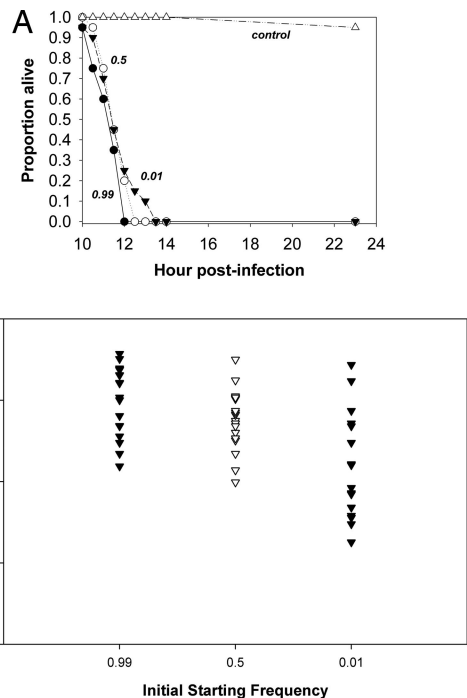 A
1.0
0.9
0.8
0.7
0.6
0.5
0.4
0.3
0.2
0.1
0.0
Proportion alive
control
0.5
0.01
0.99
10 12 14 16 18 20 22 24
Hour post-infection
0.99 0.5 0.01
Initial Starting Frequency